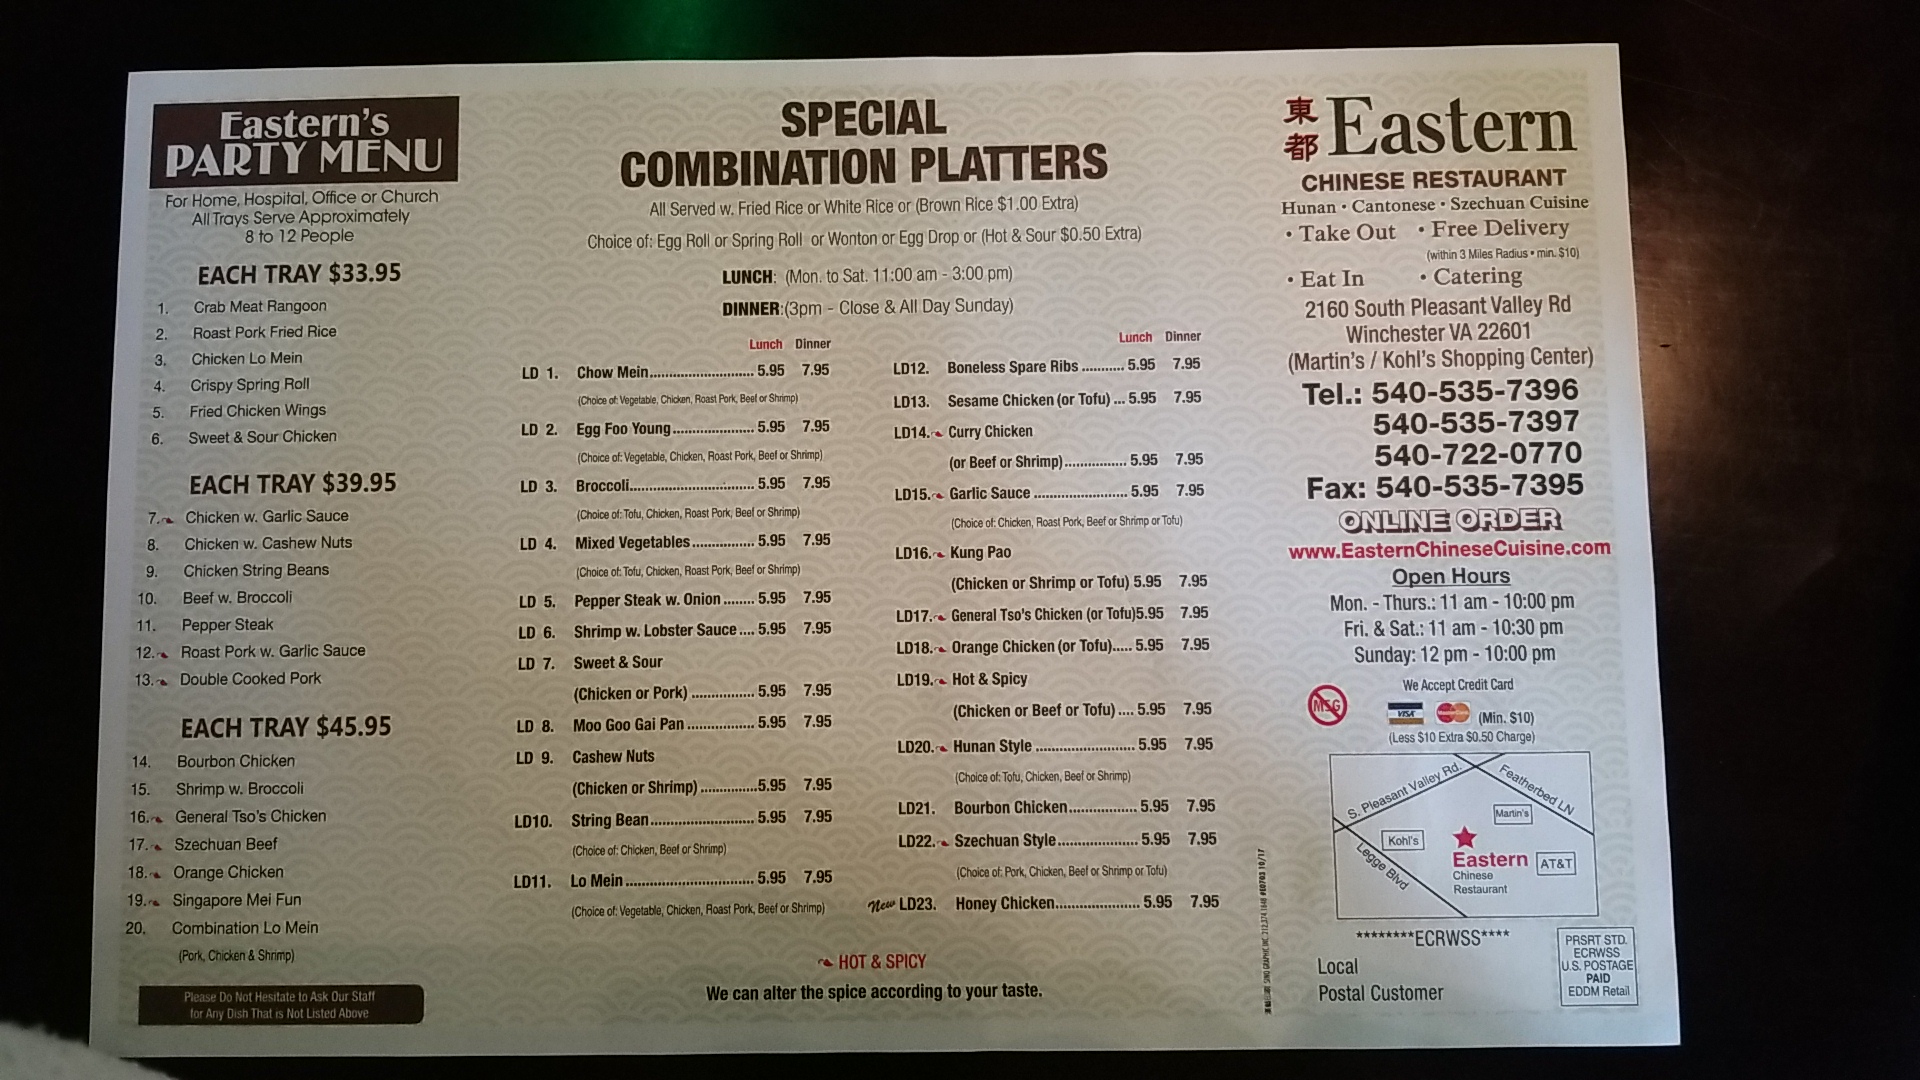 Eastern's
PARTY MENU
For Home, Hospital, Office or Church
All Trays Serve Approximately
8 to 12 People
EACH TRAY $33.95
1. Crab Meat Rangoon
2. Roast Pork Fried Rice
3. Chicken Lo Mein
4. Crispy Spring Roll
5. Fried Chicken Wings
6. Sweet & Sour Chicken
EACH TRAY $39.95
7. Chicken w. Garlic Sauce
8. Chicken w. Cashew Nuts
9. Chicken String Beans
10. Beef w. Broccoli
11. Pepper Steak
12. Roast Pork w. Garlic Sauce
13. Double Cooked Pork
EACH TRAY $45.95
14. Bourbon Chicken
15. Shrimp w. Broccoli
16. General Tso's Chicken
17. Szechuan Beef
18. Orange Chicken
19. Singapore Mei Fun
20. Combination Lo Mein
(Pork, Chicken & Shrimp)
Please Do Not Hesitate to Ask Our Staff
for Any Dish That is Not Listed Above
SPECIAL
COMBINATION PLATTERS
All Served w. Fried Rice or White Rice or (Brown Rice $1.00 Extra)
Choice of: Egg Roll or Spring Roll or Wonton or Egg Drop or (Hot & Sour $0.50 Extra)
LUNCH: (Mon. to Sat. 11:00 am - 3:00 pm)
DINNER:(3pm - Close & All Day Sunday)
Lunch Dinner
LD 1. Chow Mein.......................... 5.95 7.95
(Choice of: Vegetable, Chicken, Roast Pork, Beef or Shrimp)
LD 2. Egg Foo Young.................... 5.95 7.95
(Choice of: Vegetable, Chicken, Roast Pork, Beef or Shrimp)
LD 3. Broccoli............................... 5.95 7.95
(Choice of: Tofu, Chicken, Roast Pork, Beef or Shrimp)
LD 4. Mixed Vegetables................ 5.95 7.95
(Choice of: Tofu, Chicken, Roast Pork, Beef or Shrimp)
LD 5. Pepper Steak w. Onion ........ 5.95 7.95
LD 6. Shrimp w. Lobster Sauce .... 5.95 7.95
LD 7. Sweet & Sour
(Chicken or Pork) ................ 5.95 7.95
LD 8. Moo Goo Gai Pan ................. 5.95 7.95
LD 9. Cashew Nuts
(Chicken or Shrimp) ..............5.95 7.95
LD10. String Bean.......................... 5.95 7.95
(Choice of: Chicken, Beef or Shrimp)
LD11. Lo Mein ................................ 5.95 7.95
(Choice of: Vegetable, Chicken, Roast Pork, Beef or Shrimp)
Lunch Dinner
LD12. Boneless Spare Ribs ........... 5.95 7.95
LD13. Sesame Chicken (or Tofu) ... 5.95 7.95
LD14. Curry Chicken
(or Beef or Shrimp)................ 5.95 7.95
LD15. Garlic Sauce ........................ 5.95 7.95
(Choice of: Chicken, Roast Pork, Beef or Shrimp or Tofu)
LD16. Kung Pao
(Chicken or Shrimp or Tofu) 5.95 7.95
LD17. General Tso's Chicken (or Tofu)5.95 7.95
LD18. Orange Chicken (or Tofu)..... 5.95 7.95
LD19. Hot & Spicy
(Chicken or Beef or Tofu) .... 5.95 7.95
LD20. Hunan Style ......................... 5.95 7.95
(Choice of: Tofu, Chicken, Beef or Shrimp)
LD21. Bourbon Chicken................. 5.95 7.95
LD22. Szechuan Style.................... 5.95 7.95
(Choice of: Pork, Chicken, Beef or Shrimp or Tofu)
New LD23. Honey Chicken..................... 5.95 7.95
HOT & SPICY
We can alter the spice according to your taste.
東都 Eastern
CHINESE RESTAURANT
Hunan • Cantonese • Szechuan Cuisine
• Take Out • Free Delivery
(within 3 Miles Radius • min. $10)
• Eat In • Catering
2160 South Pleasant Valley Rd
Winchester VA 22601
(Martin's / Kohl's Shopping Center)
Tel.: 540-535-7396
540-535-7397
540-722-0770
Fax: 540-535-7395
ONLINE ORDER
www.EasternChineseCuisine.com
Open Hours
Mon. - Thurs.: 11 am - 10:00 pm
Fri. & Sat.: 11 am - 10:30 pm
Sunday: 12 pm - 10:00 pm
We Accept Credit Card
MSG
VISA MasterCard (Min. $10)
(Less $10 Extra $0.50 Charge)
S. Pleasant Valley Rd.
Featherbed LN
Martin's
Kohl's
Legge Blvd
Eastern
Chinese
Restaurant
AT&T
********ECRWSS****
Local
Postal Customer
PRSRT STD.
ECRWSS
U.S. POSTAGE
PAID
EDDM Retail